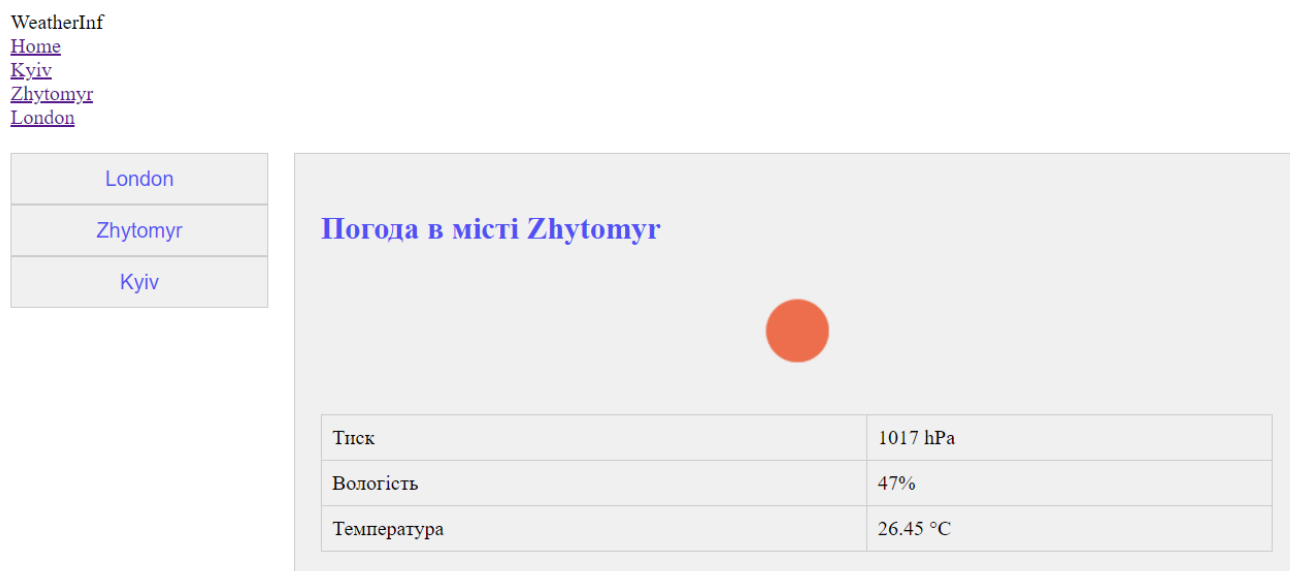 WeatherInf
Home
Kyiv
Zhytomyr
London
London
Zhytomyr
Kyiv
Погода в місті Zhytomyr
Тиск 1017 hPa
Вологість 47%
Температура 26.45 °C